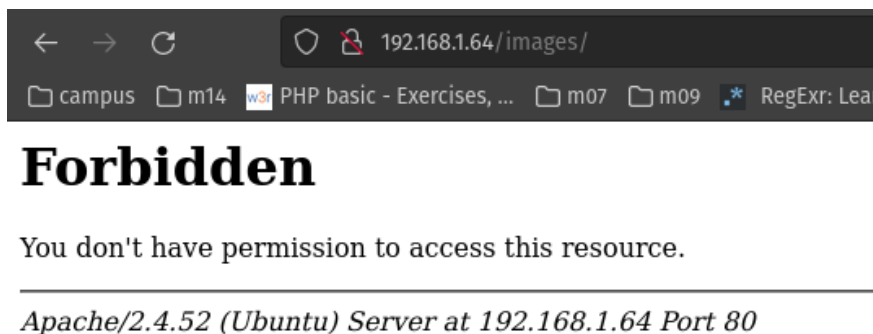 192.168.1.64/images/
campus m14 w3r PHP basic - Exercises, ... m07 m09 .* RegExr: Lea
Forbidden
You don't have permission to access this resource.
Apache/2.4.52 (Ubuntu) Server at 192.168.1.64 Port 80